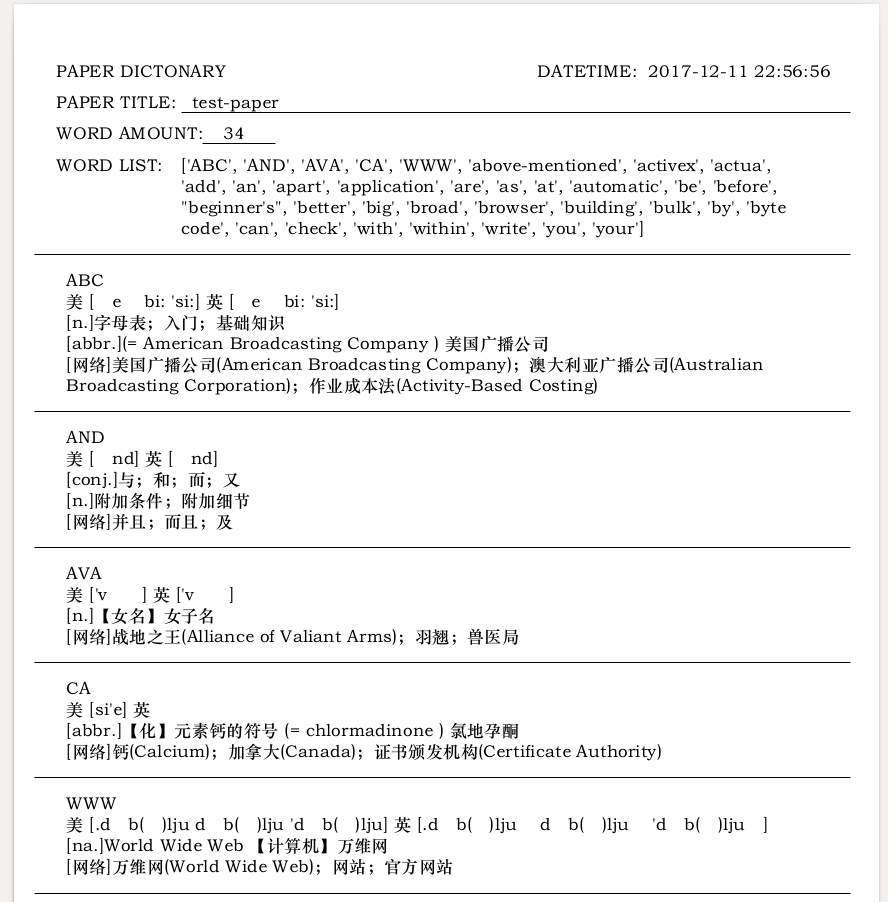 PAPER DICTONARY DATETIME: 2017-12-11 22:56:56
PAPER TITLE: test-paper
WORD AMOUNT: 34
WORD LIST: ['ABC', 'AND', 'AVA', 'CA', 'WWW', 'above-mentioned', 'activex', 'actua',
'add', 'an', 'apart', 'application', 'are', 'as', 'at', 'automatic', 'be', 'before',
"beginner's", 'better', 'big', 'broad', 'browser', 'building', 'bulk', 'by', 'byte
code', 'can', 'check', 'with', 'within', 'write', 'you', 'your']
ABC
美 [ e bi: 'si:] 英 [ e bi: 'si:]
[n.]字母表；入门；基础知识
[abbr.](= American Broadcasting Company ) 美国广播公司
[网络]美国广播公司(American Broadcasting Company)；澳大利亚广播公司(Australian
Broadcasting Corporation)；作业成本法(Activity-Based Costing)
AND
美 [ nd] 英 [ nd]
[conj.]与；和；而；又
[n.]附加条件；附加细节
[网络]并且；而且；及
AVA
美 ['v ] 英 ['v ]
[n.]【女名】女子名
[网络]战地之王(Alliance of Valiant Arms)；羽翘；兽医局
CA
美 [si'e] 英
[abbr.]【化】元素钙的符号 (= chlormadinone ) 氯地孕酮
[网络]钙(Calcium)；加拿大(Canada)；证书颁发机构(Certificate Authority)
WWW
美 [.d b( )lju d b( )lju 'd b( )lju] 英 [.d b( )lju d b( )lju 'd b( )lju ]
[na.]World Wide Web 【计算机】万维网
[网络]万维网(World Wide Web)；网站；官方网站